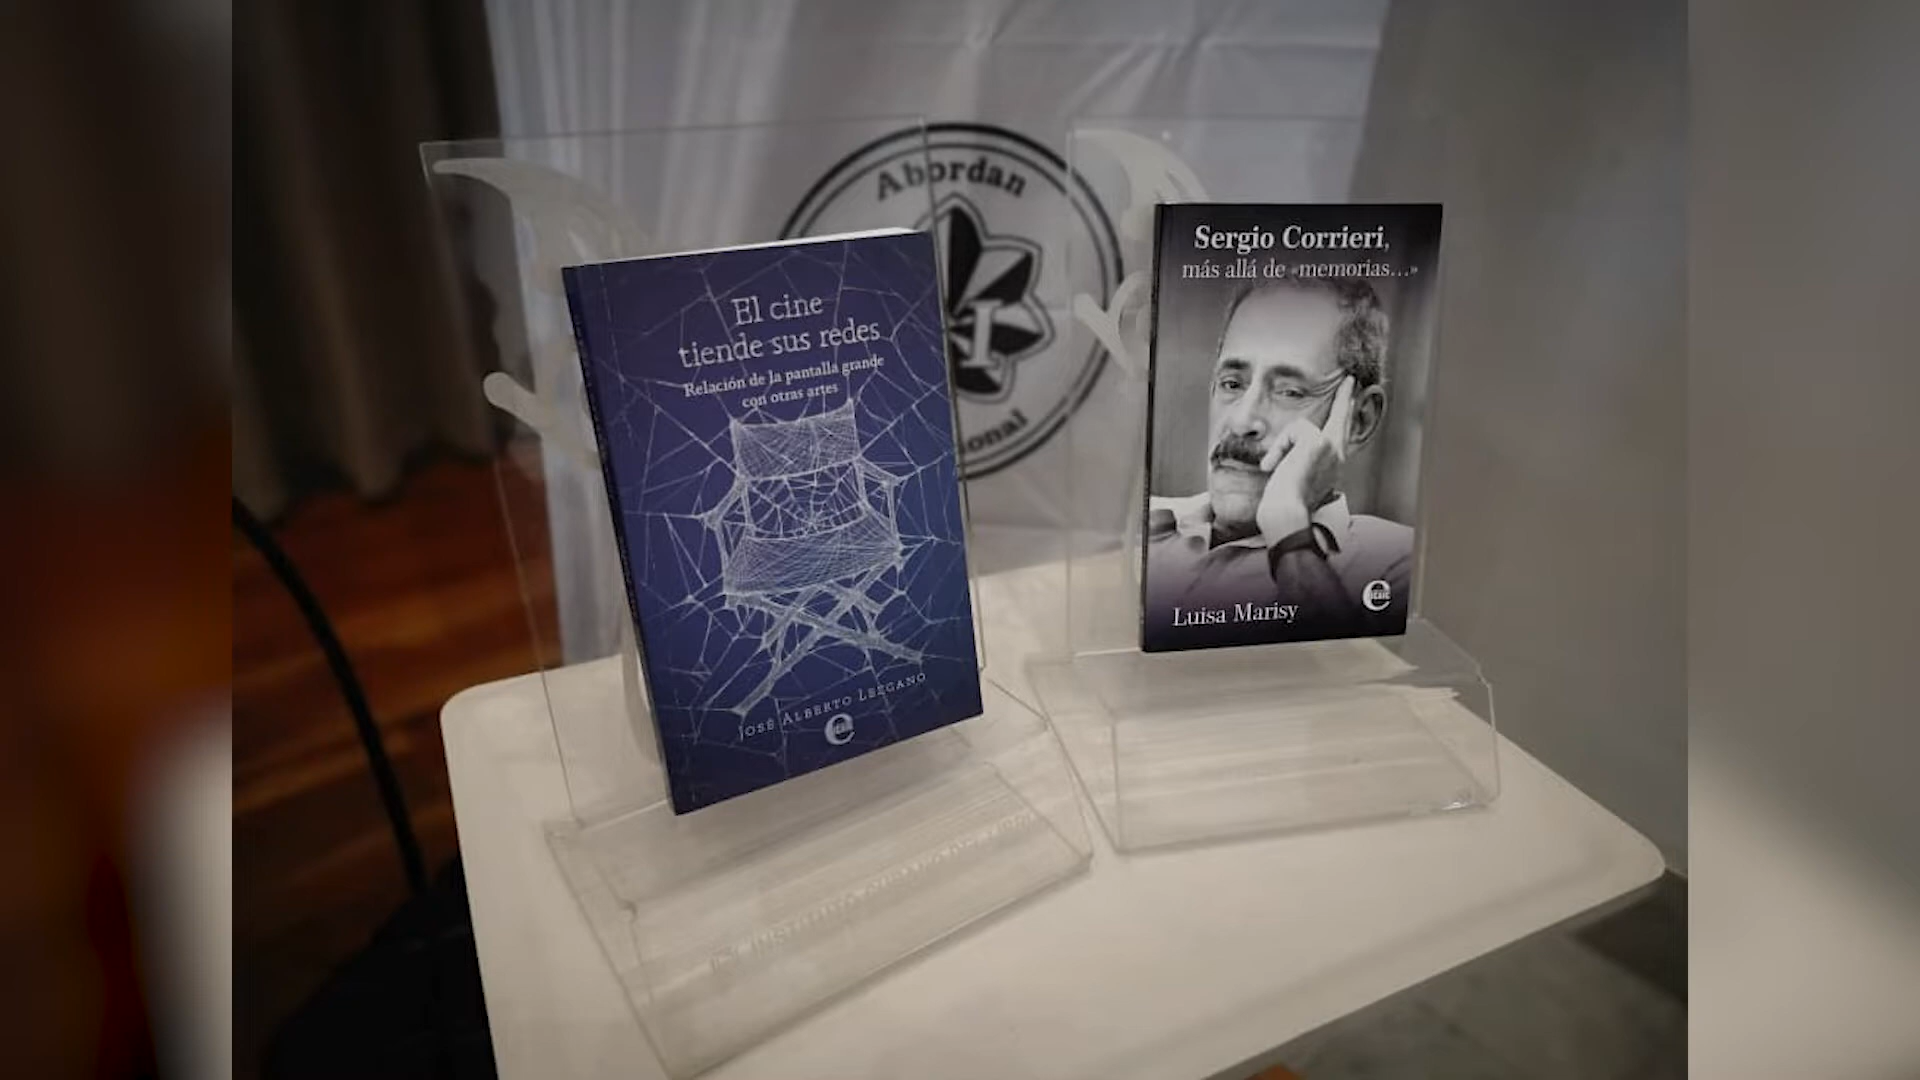 Abordan
ional
El cine
tiende sus redes
Relación de la pantalla grande
con otras artes
JOSÉ ALBERTO LEZCANO
Sergio Corrieri,
más allá de «memorias...»
Luisa Marisy